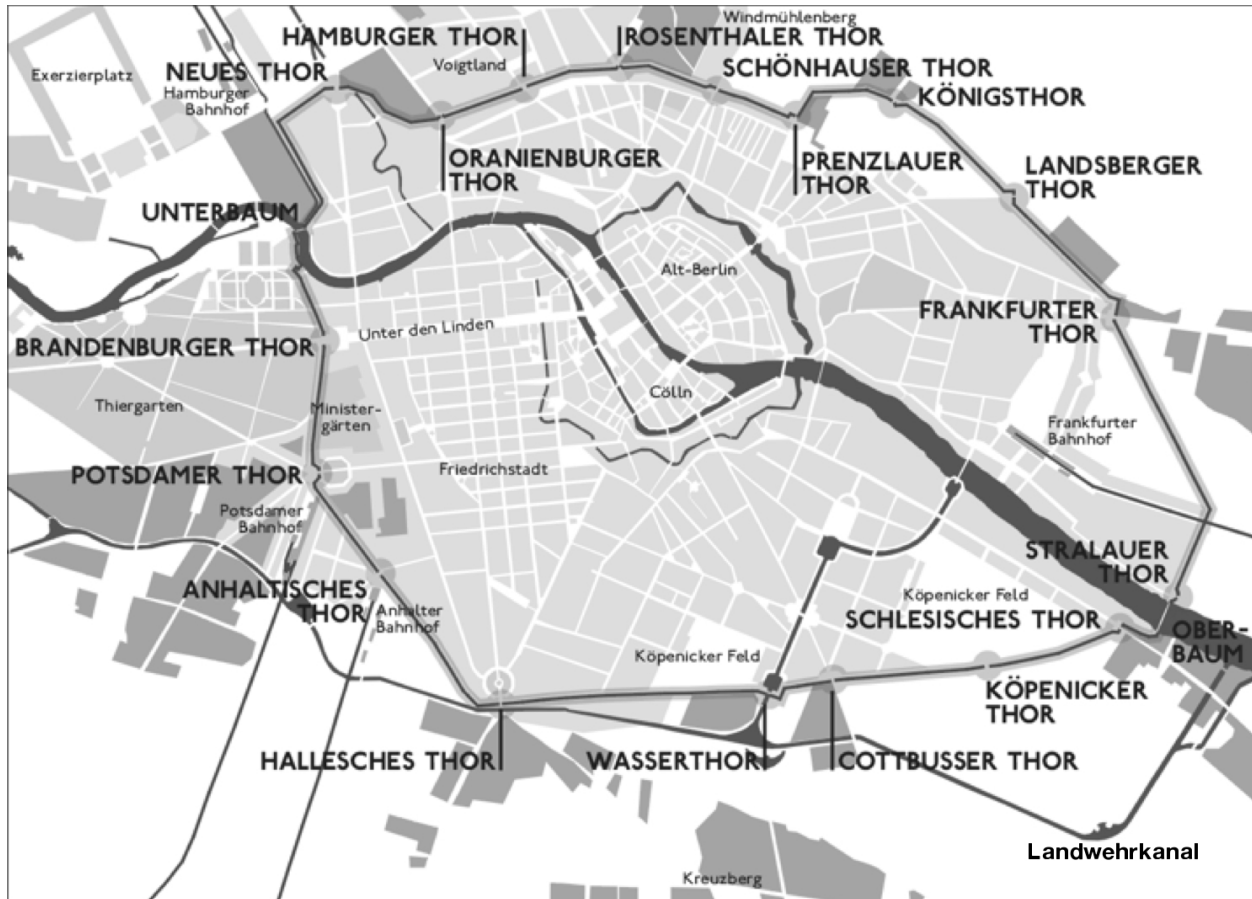 Windmühlenberg
HAMBURGER THOR
ROSENTHALER THOR
Exerzierplatz
NEUES THOR
Voigtland
SCHÖNHAUSER THOR
Hamburger
Bahnhof
KÖNIGSTHOR
ORANIENBURGER
THOR
PRENZLAUER
THOR
LANDSBERGER
THOR
UNTERBAUM
Alt-Berlin
FRANKFURTER
THOR
Unter den Linden
BRANDENBURGER THOR
Cölln
Thiergarten
Minister-
gärten
Frankfurter
Bahnhof
POTSDAMER THOR
Friedrichstadt
Potsdamer
Bahnhof
STRALAUER
THOR
ANHALTISCHES
THOR
Anhalter
Bahnhof
Köpenicker Feld
SCHLESISCHES THOR
OBER-
BAUM
Köpenicker Feld
KÖPENICKER
THOR
HALLESCHES THOR
WASSERTHOR
COTTBUSSER THOR
Landwehrkanal
Kreuzberg